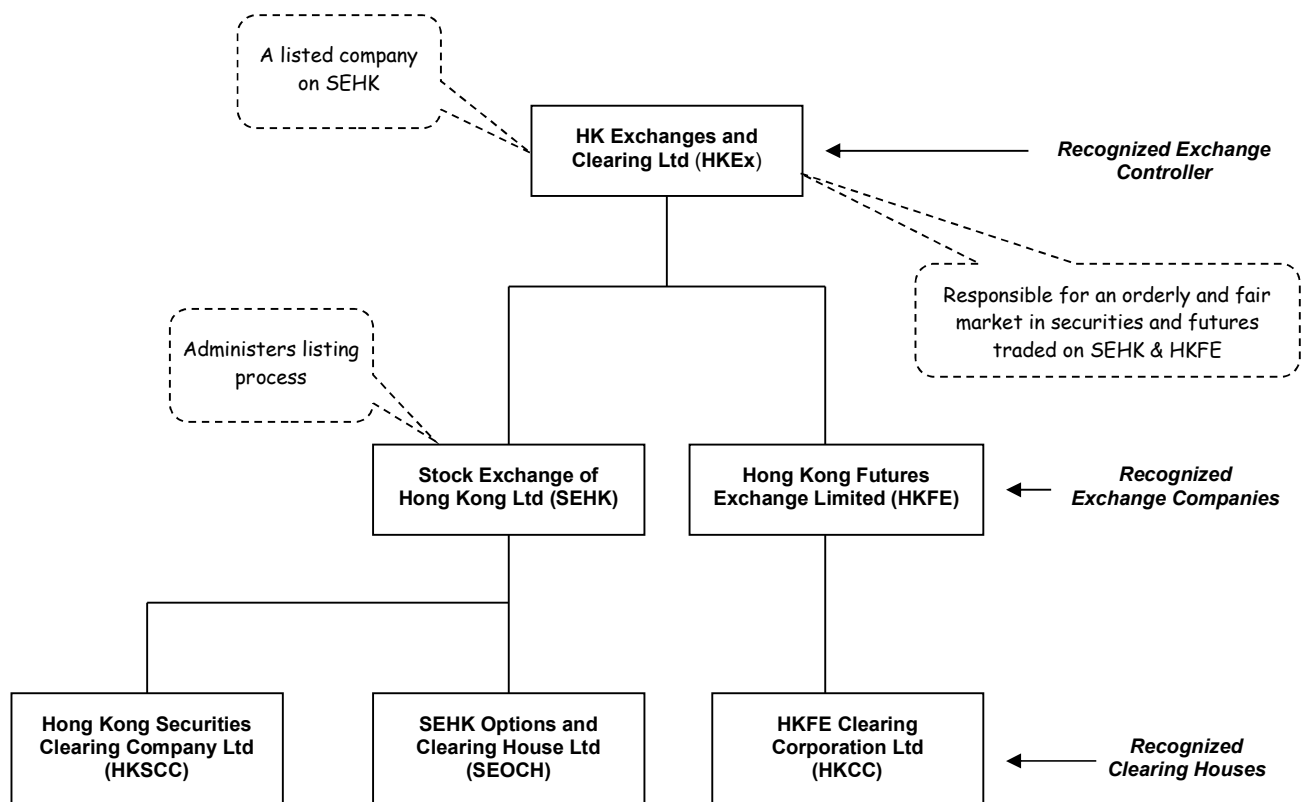 A listed company
on SEHK
HK Exchanges and
Clearing Ltd (HKEx)
Recognized Exchange
Controller
Responsible for an orderly and fair
market in securities and futures
traded on SEHK & HKFE
Administers listing
process
Stock Exchange of
Hong Kong Ltd (SEHK)
Hong Kong Futures
Exchange Limited (HKFE)
Recognized
Exchange Companies
Hong Kong Securities
Clearing Company Ltd
(HKSCC)
SEHK Options and
Clearing House Ltd
(SEOCH)
HKFE Clearing
Corporation Ltd
(HKCC)
Recognized
Clearing Houses